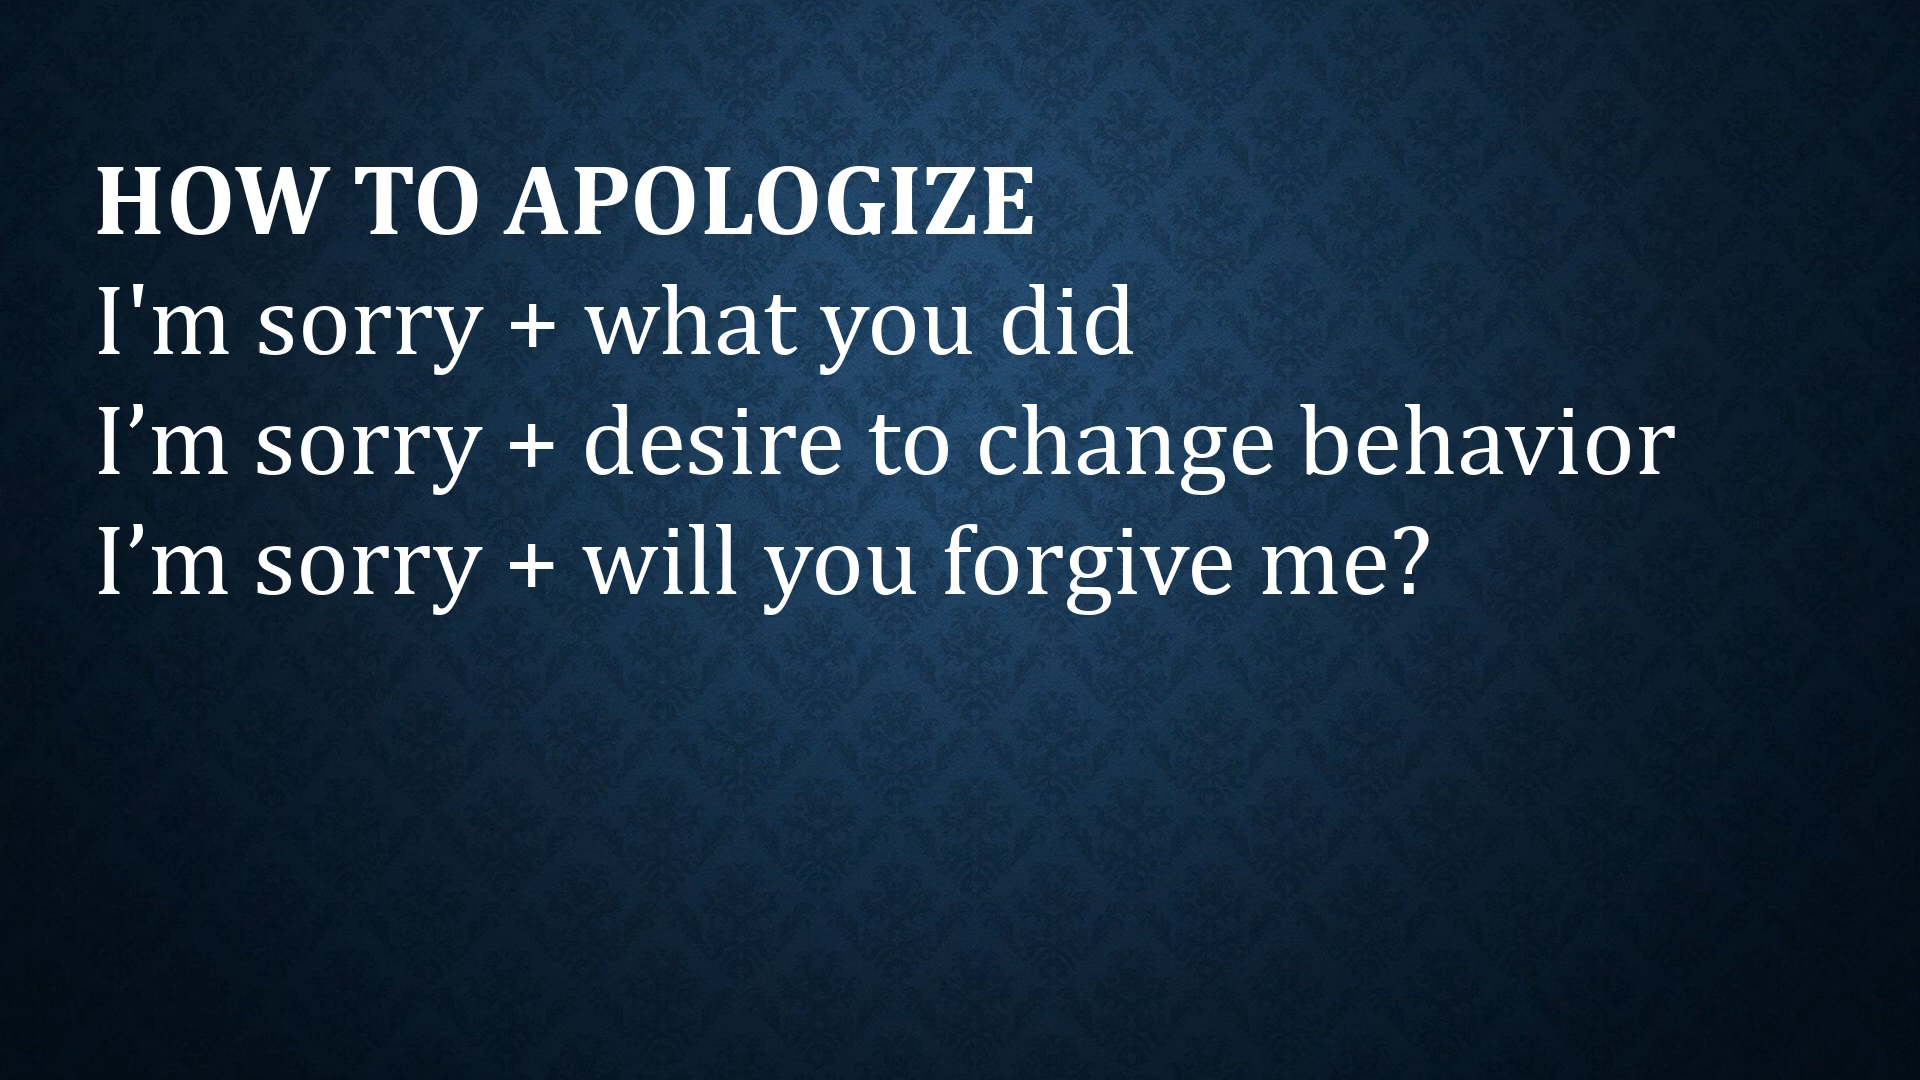 HOW TO APOLOGIZE
I'm sorry + what you did
I’m sorry + desire to change behavior
I’m sorry + will you forgive me?